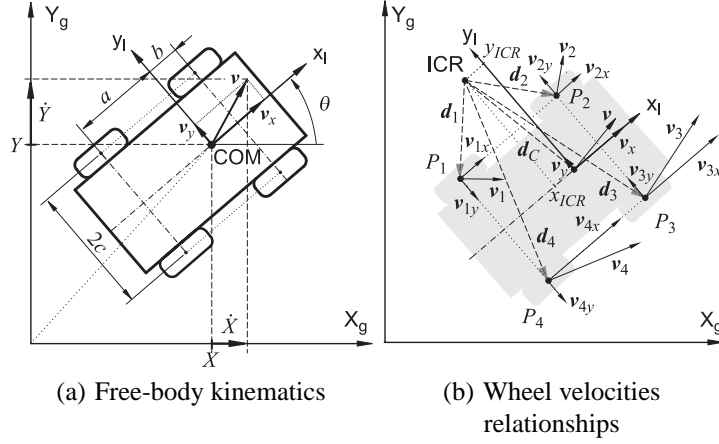 Y_g
y_l
b
x_l
a
v
θ
Ẏ
v_y
v_x
Y
COM
2c
Ẋ
X_g
X
(a) Free-body kinematics
Y_g
y_l
y_ICR
v_2
ICR
v_2y
v_2x
d_2
P_2
x_l
d_1
v_3
v
v_1x
d_C
v_x
P_1
v_y
v_3y
v_3x
v_1
x_ICR
d_3
v_1y
P_3
v_4x
d_4
v_4
P_4
v_4y
X_g
(b) Wheel velocities
relationships